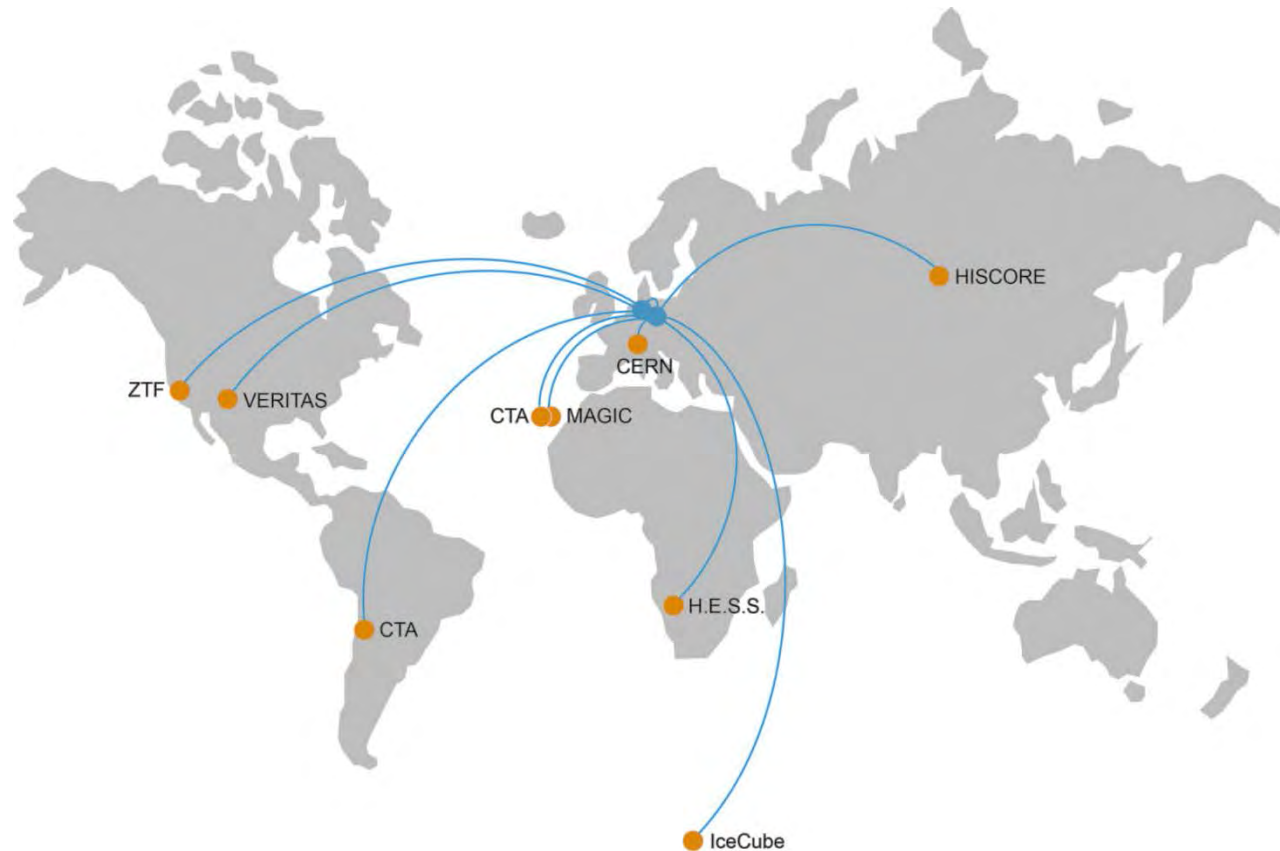 HISCORE
CERN
ZTF
VERITAS
CTA
MAGIC
H.E.S.S.
CTA
IceCube